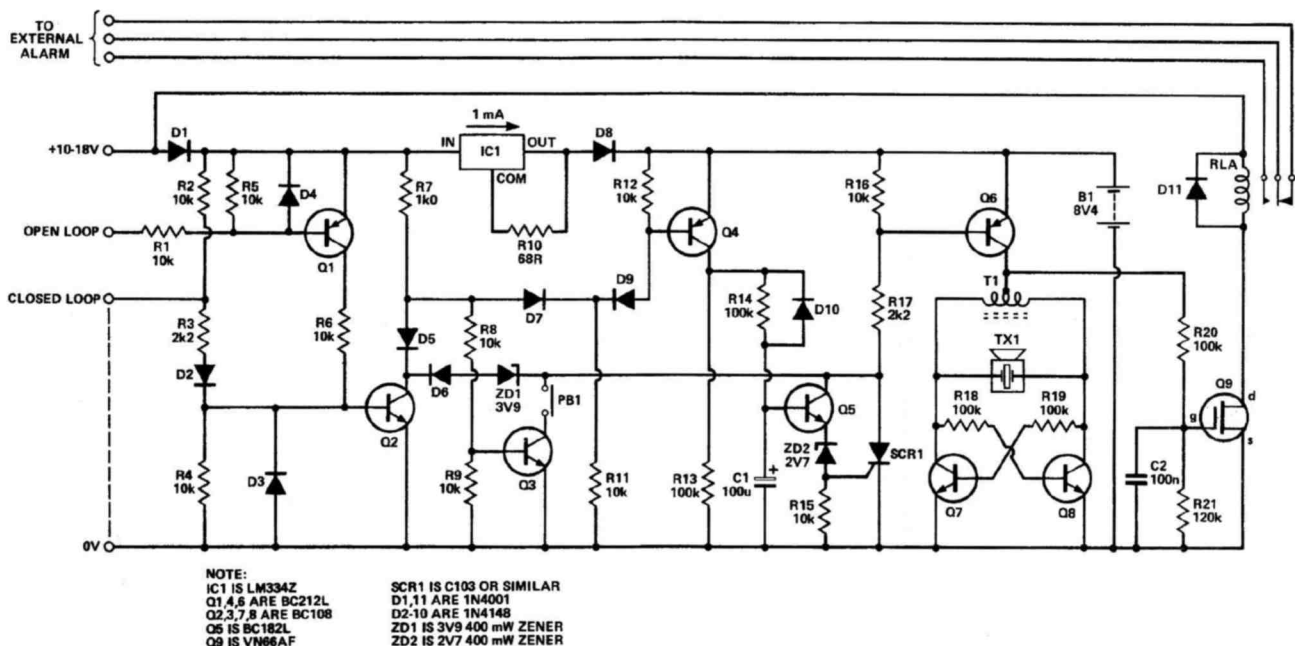 TO
EXTERNAL
ALARM
1 mA
+10-18V
D1
IN
IC1
OUT
COM
D8
R2
10k
R5
10k
D4
R7
1k0
R12
10k
R16
10k
RLA
D11
B1
8V4
Q6
OPEN LOOP
R1
10k
Q1
R10
68R
Q4
CLOSED LOOP
R3
2k2
R6
10k
D5
R8
10k
D7
D9
R14
100k
D10
R17
2k2
T1
R20
100k
TX1
D2
D6
ZD1
3V9
PB1
Q2
Q5
ZD2
2V7
SCR1
R18
100k
R19
100k
Q9
d
g
s
R4
10k
D3
R9
10k
Q3
R11
10k
R13
100k
C1
100u
+
R15
10k
Q7
Q8
C2
100n
R21
120k
0V
NOTE:
IC1 IS LM334Z
Q1,4,6 ARE BC212L
Q2,3,7,8 ARE BC108
Q5 IS BC182L
Q9 IS VN66AF
SCR1 IS C103 OR SIMILAR
D1,11 ARE 1N4001
D2-10 ARE 1N4148
ZD1 IS 3V9 400 mW ZENER
ZD2 IS 2V7 400 mW ZENER